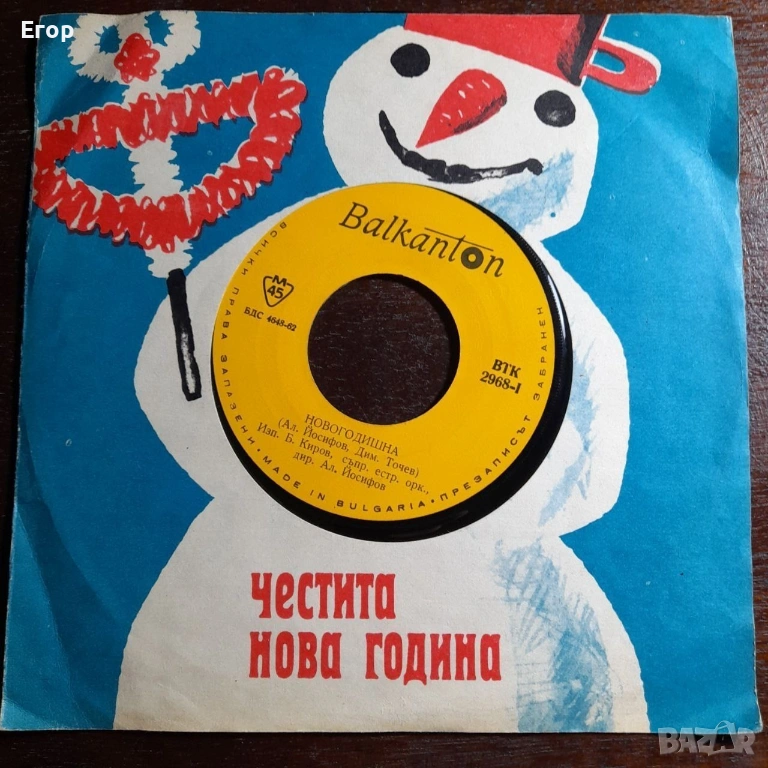 Егор
Balkanton
ВСИЧКИ ПРАВА ЗАПАЗЕНИ • MADE IN BULGARIA • ПРЕЗАПИСЪТ ЗАБРАНЕН
М
45
БДС 4648-62
ВТК
2968-I
НОВОГОДИШНА
(Ал. Йосифов, Дим. Точев)
Изп. Б. Киров, съпр. естр. орк.,
дир. Ал. Йосифов
ЧЕСТИТА
НОВА ГОДИНА
BAZAR